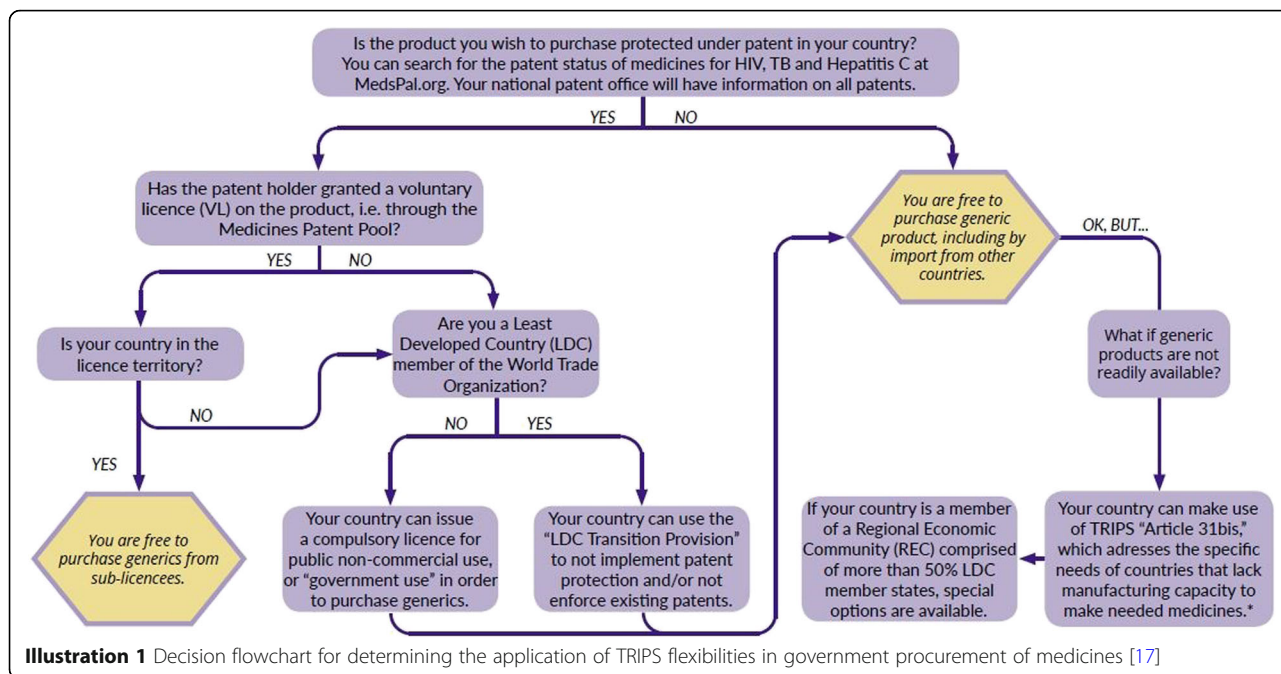 Is the product you wish to purchase protected under patent in your country?
You can search for the patent status of medicines for HIV, TB and Hepatitis C at
MedsPal.org. Your national patent office will have information on all patents.
YES
NO
Has the patent holder granted a voluntary
licence (VL) on the product, i.e. through the
Medicines Patent Pool?
You are free to
purchase generic
product, including by
import from other
countries.
OK, BUT...
YES
NO
Is your country in the
licence territory?
Are you a Least
Developed Country (LDC)
member of the World Trade
Organization?
What if generic
products are not
readily available?
NO
NO
YES
YES
You are free to
purchase generics from
sub-licencees.
Your country can issue
a compulsory licence for
public non-commercial use,
or “government use” in order
to purchase generics.
Your country can use the
“LDC Transition Provision”
to not implement patent
protection and/or not
enforce existing patents.
If your country is a member
of a Regional Economic
Community (REC) comprised
of more than 50% LDC
member states, special
options are available.
Your country can make use
of TRIPS “Article 31bis,”
which adresses the specific
needs of countries that lack
manufacturing capacity to
make needed medicines.*
Illustration 1 Decision flowchart for determining the application of TRIPS flexibilities in government procurement of medicines [17]